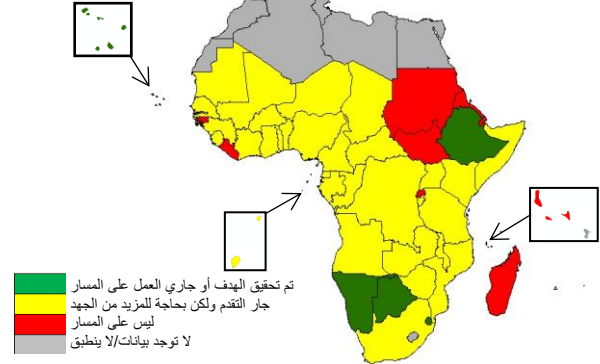 تم تحقيق الهدف أو جاري العمل على المسار
جار التقدم ولكن بحاجة للمزيد من الجهد
ليس على المسار
لا توجد بيانات/لا ينطبق